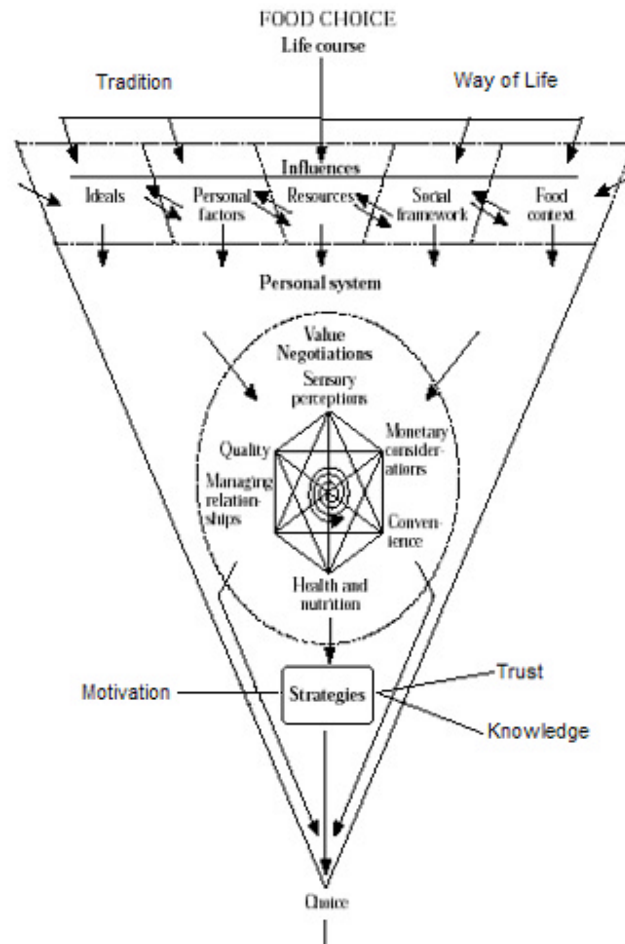 FOOD CHOICE
Life course
Tradition
Way of Life
Influences
Ideals
Personal
factors
Resources
Social
framework
Food
context
Personal system
Value
Negotiations
Sensory
perceptions
Quality
Monetary
consider-
ations
Managing
relation-
ships
Conven-
ience
Health and
nutrition
Motivation
Strategies
Trust
Knowledge
Choice